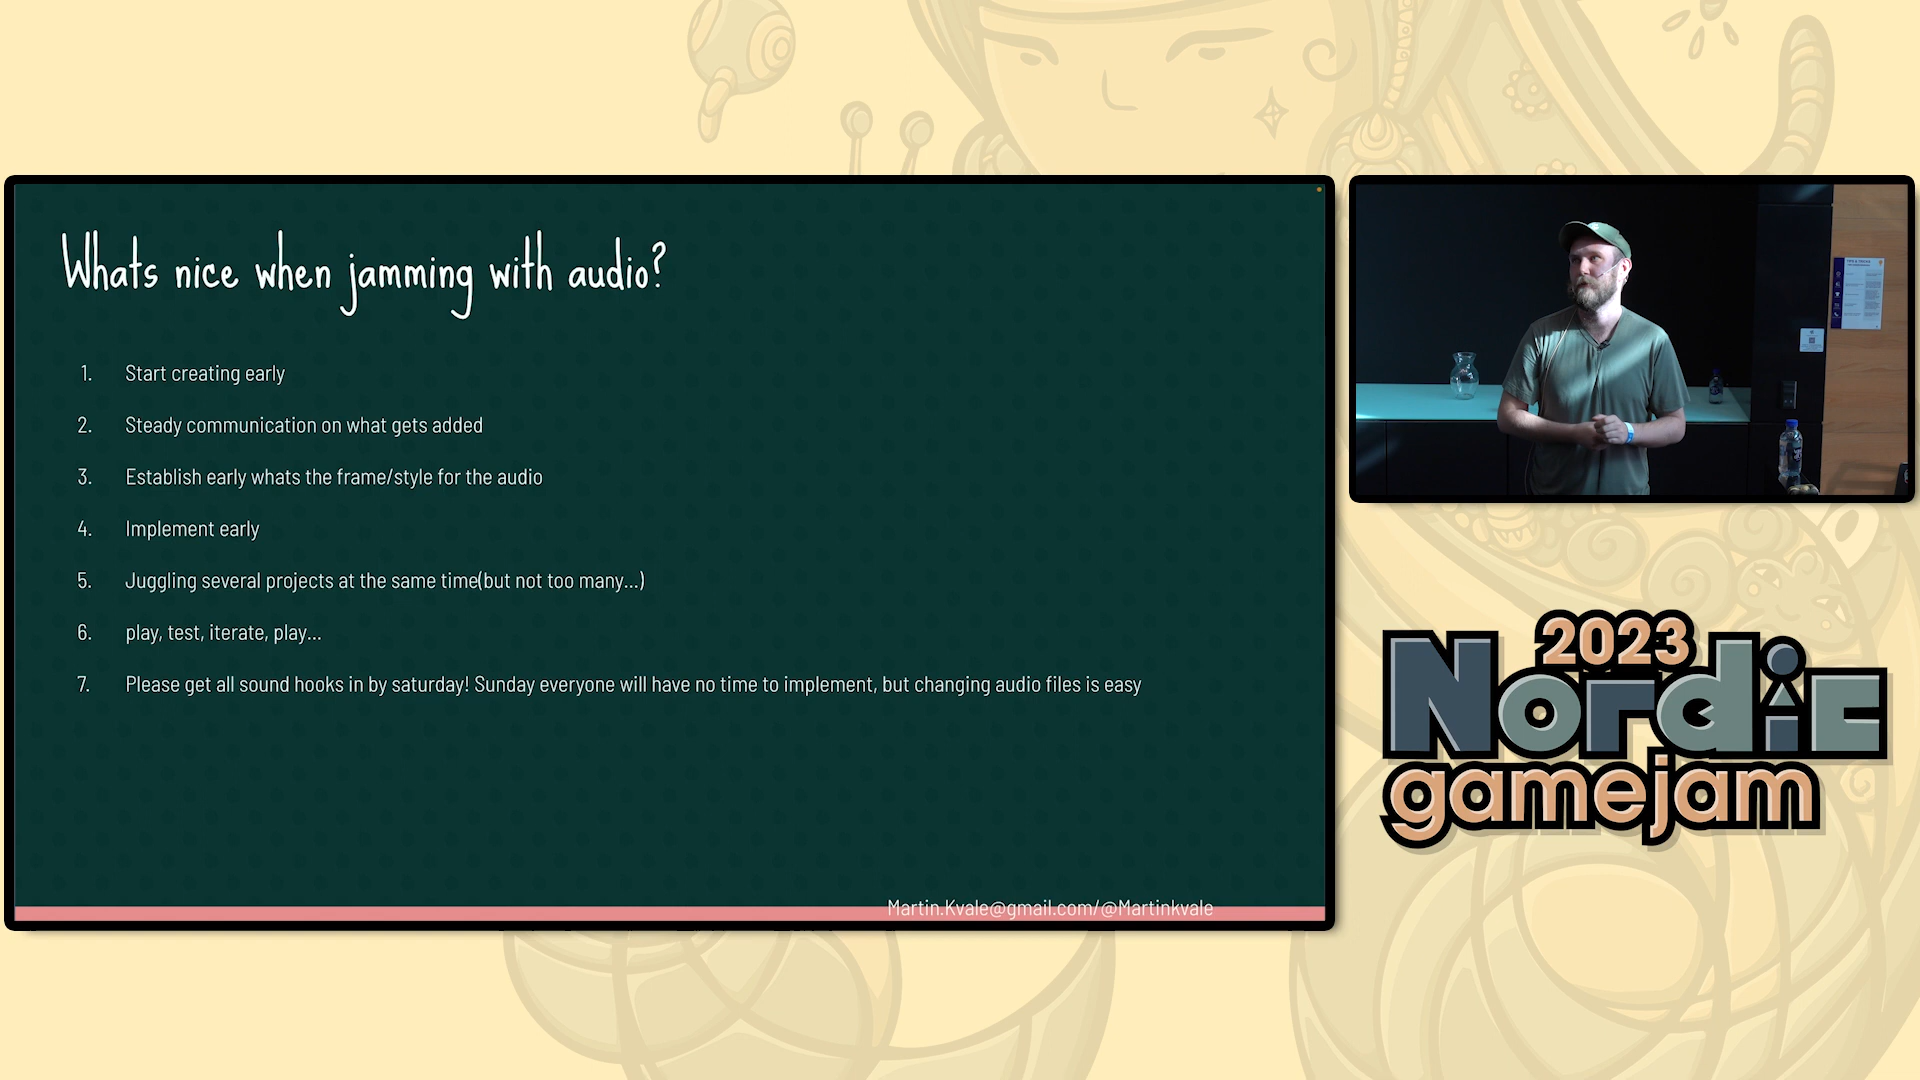 Whats nice when jamming with audio?
1. Start creating early
2. Steady communication on what gets added
3. Establish early whats the frame/style for the audio
4. Implement early
5. Juggling several projects at the same time(but not too many...)
6. play, test, iterate, play...
7. Please get all sound hooks in by saturday! Sunday everyone will have no time to implement, but changing audio files is easy
Martin.Kvale@gmail.com/@Martinkvale
2023
Nordic
gamejam